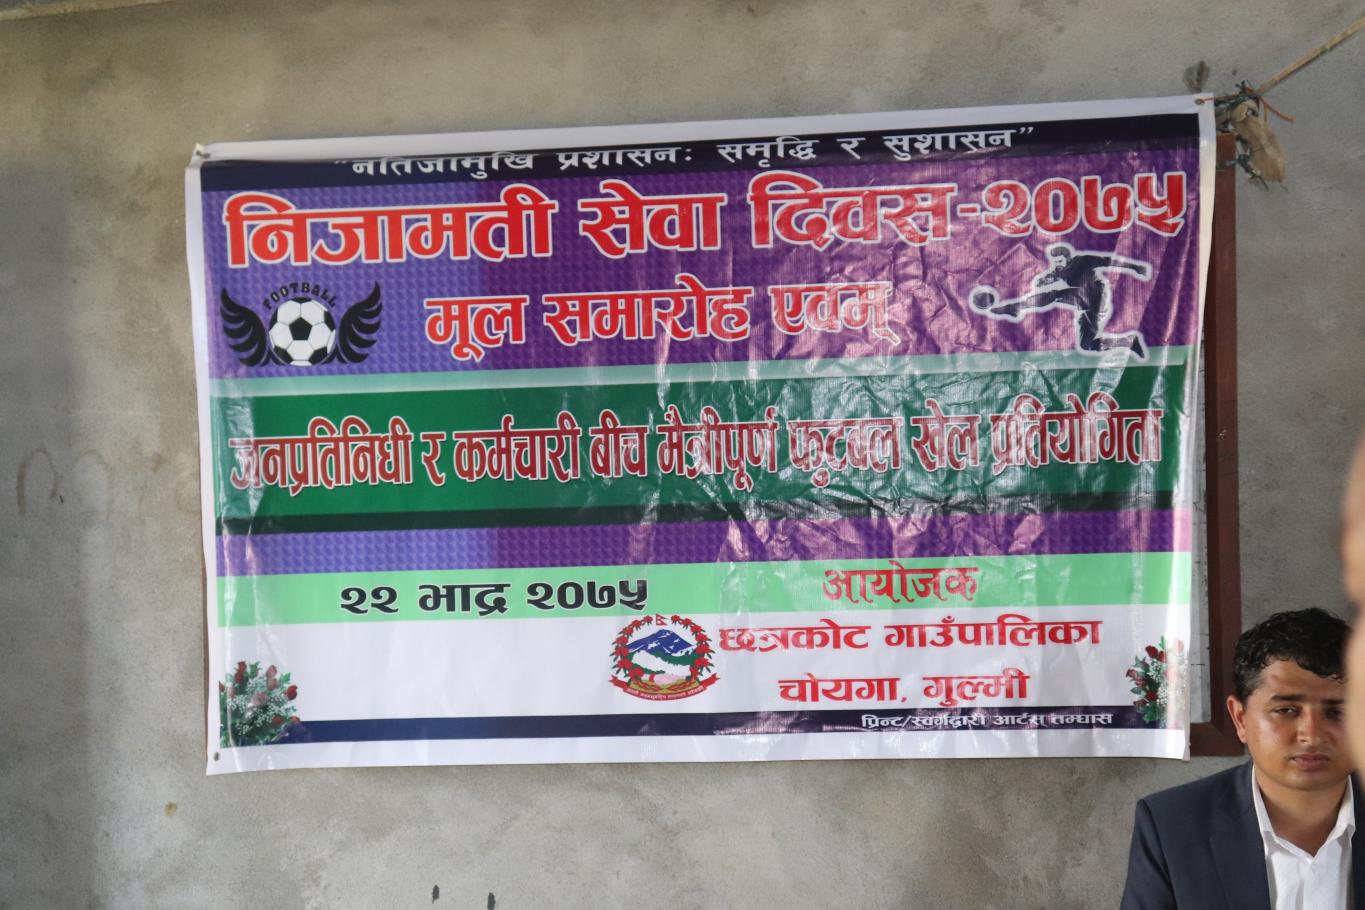 "नतिजामुखि प्रशासनः समृद्धि र सुशासन"
निजामती सेवा दिवस-२०७५
मूल समारोह एवम्
FOOTBALL
जनप्रतिनिधी र कर्मचारी बीच मैत्रीपूर्ण फुटबल खेल प्रतियोगिता
२२ भाद्र २०७५
आयोजक
छत्रकोट गाउँपालिका
चोयगा, गुल्मी
प्रिन्ट/स्वर्गद्वारी आर्टस् तम्घास